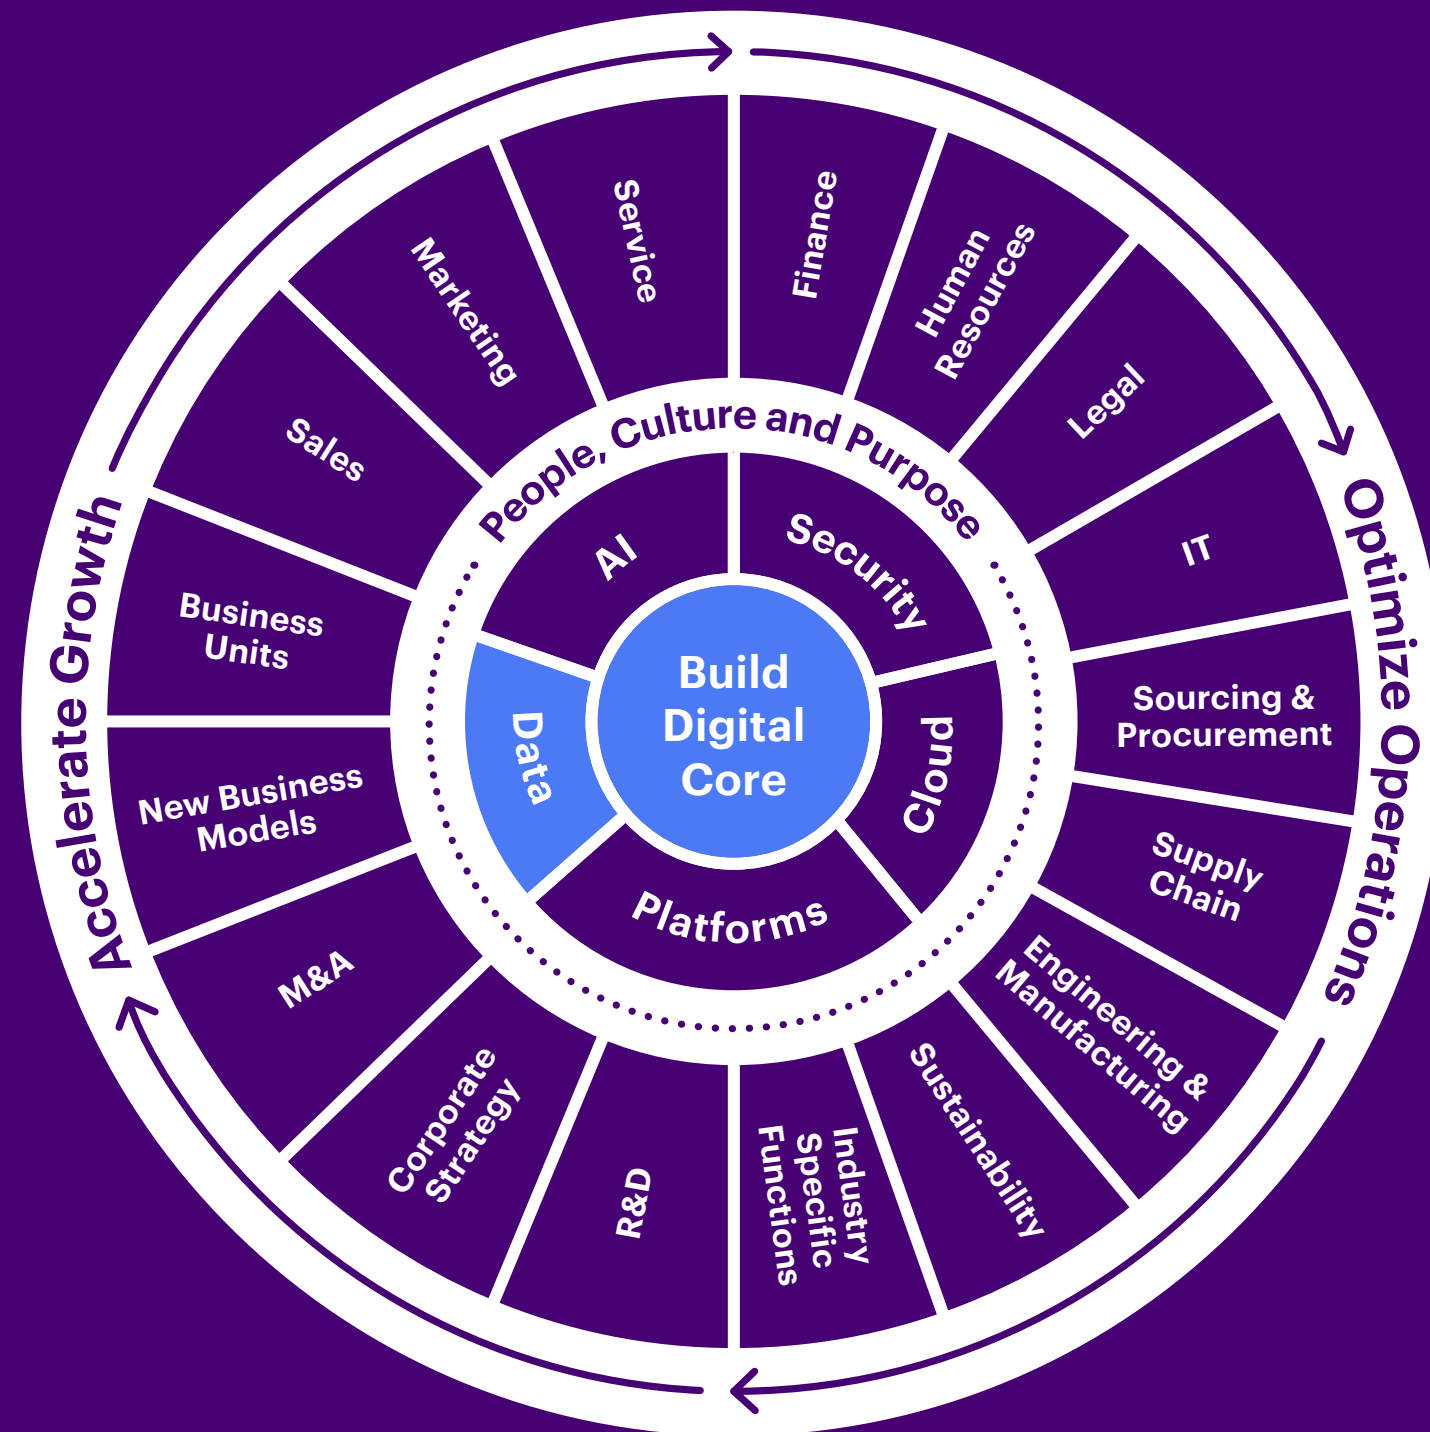 Accelerate Growth
Optimize Operations
Service
Finance
Human
Resources
Legal
IT
Sourcing &
Procurement
Supply
Chain
Engineering &
Manufacturing
Sustainability
Industry
Specific
Functions
R&D
Corporate
Strategy
M&A
New Business
Models
Business
Units
Sales
Marketing
People, Culture and Purpose
AI
Security
Cloud
Platforms
Data
Build
Digital
Core